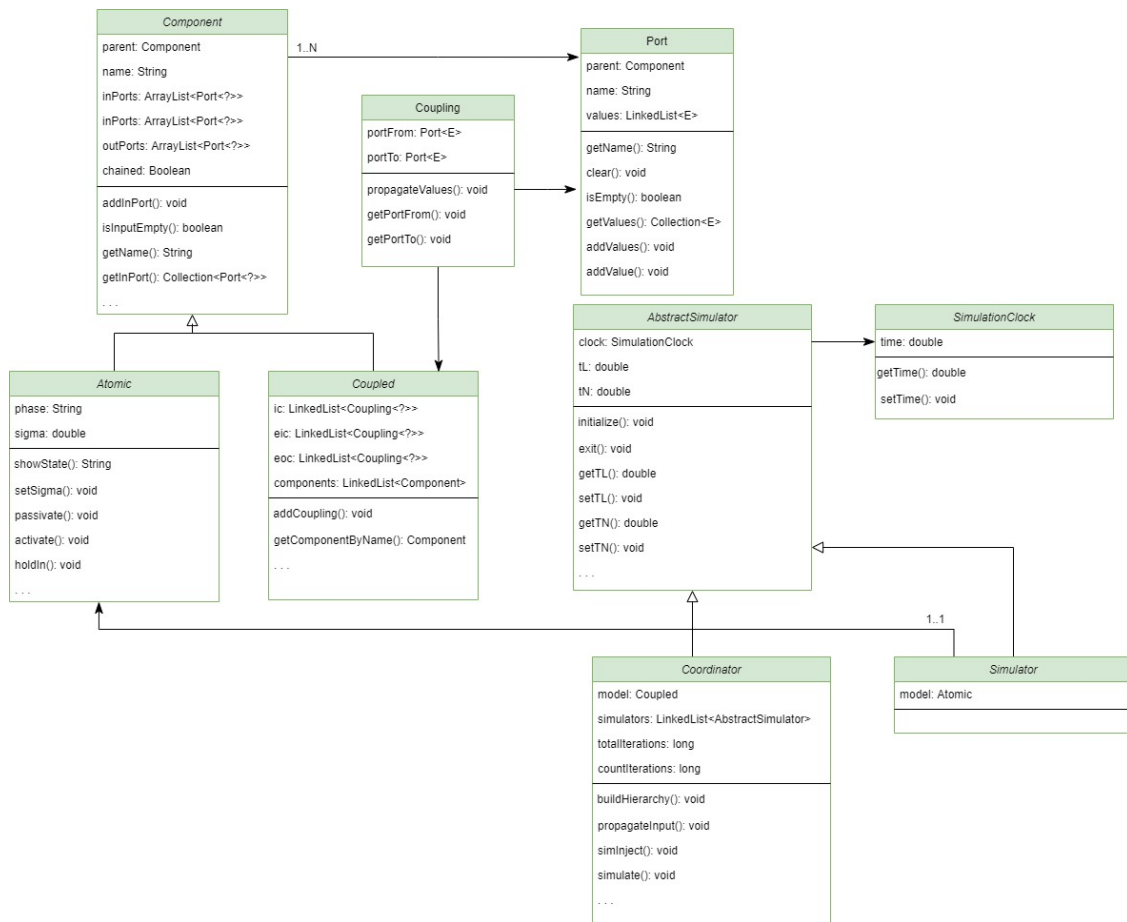 Component
parent: Component
name: String
inPorts: ArrayList<Port<?>>
inPorts: ArrayList<Port<?>>
outPorts: ArrayList<Port<?>>
chained: Boolean
addInPort(): void
isInputEmpty(): boolean
getName(): String
getInPort(): Collection<Port<?>>
. . .
1..N
Port
parent: Component
name: String
values: LinkedList<E>
getName(): String
clear(): void
isEmpty(): boolean
getValues(): Collection<E>
addValues(): void
addValue(): void
Coupling
portFrom: Port<E>
portTo: Port<E>
propagateValues(): void
getPortFrom(): void
getPortTo(): void
Atomic
phase: String
sigma: double
showState(): String
setSigma(): void
passivate(): void
activate(): void
holdIn(): void
. . .
Coupled
ic: LinkedList<Coupling<?>>
eic: LinkedList<Coupling<?>>
eoc: LinkedList<Coupling<?>>
components: LinkedList<Component>
addCoupling(): void
getComponentByName(): Component
. . .
AbstractSimulator
clock: SimulationClock
tL: double
tN: double
initialize(): void
exit(): void
getTL(): double
setTL(): void
getTN(): double
setTN(): void
. . .
SimulationClock
time: double
getTime(): double
setTime(): void
1..1
Coordinator
model: Coupled
simulators: LinkedList<AbstractSimulator>
totalIterations: long
countIterations: long
buildHierarchy(): void
propagateInput(): void
simInject(): void
simulate(): void
. . .
Simulator
model: Atomic